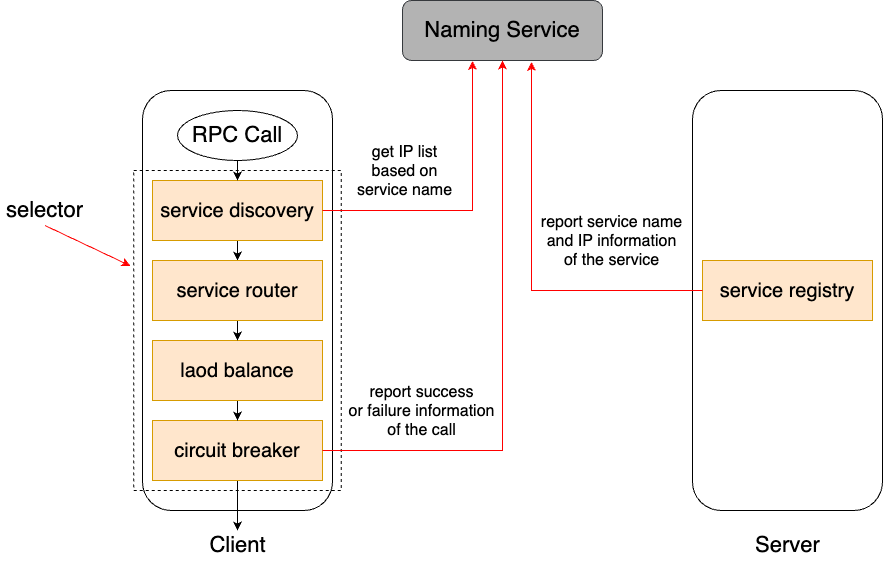 Naming Service
RPC Call
get IP list
based on
service name
selector
service discovery
report service name
and IP information
of the service
service router
service registry
laod balance
report success
or failure information
of the call
circuit breaker
Client
Server